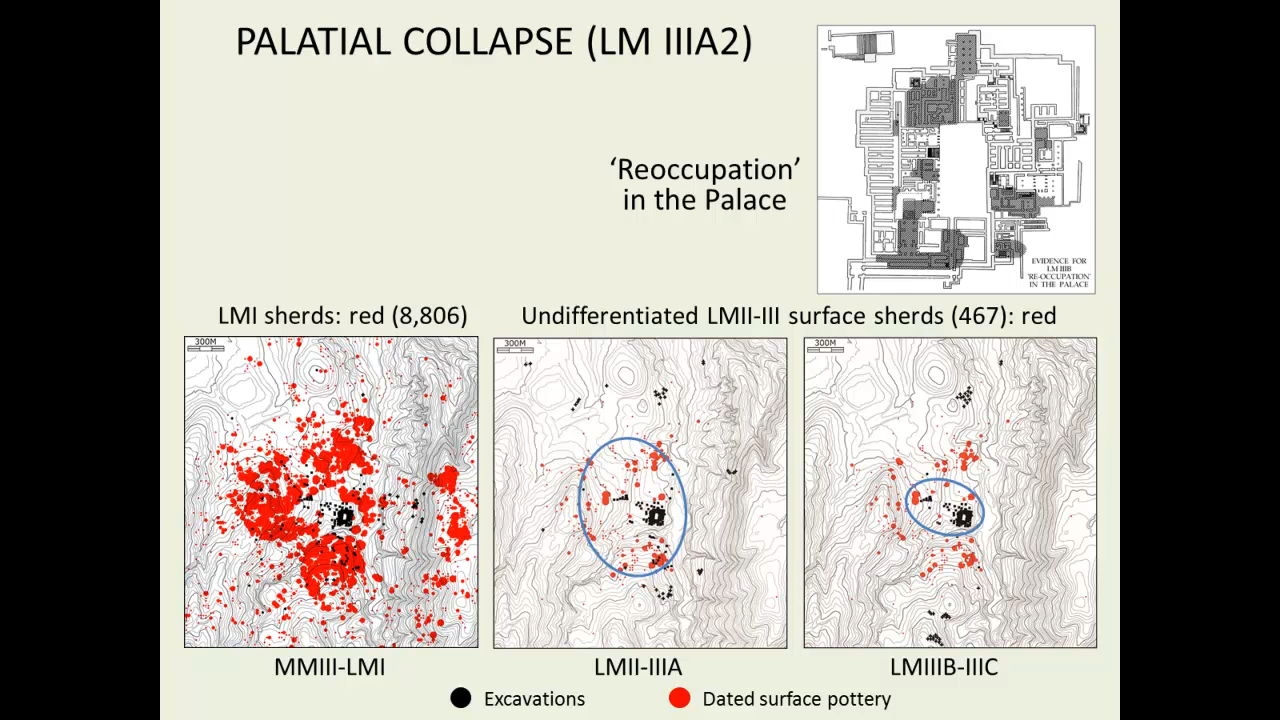 PALATIAL COLLAPSE (LM IIIA2)
‘Reoccupation’
in the Palace
EVIDENCE FOR
LM IIIB
'RE-OCCUPATION'
IN THE PALACE
LMI sherds: red (8,806)
Undifferentiated LMII-III surface sherds (467): red
300M
300M
300M
MMIII-LMI
LMII-IIIA
LMIIIB-IIIC
Excavations
Dated surface pottery